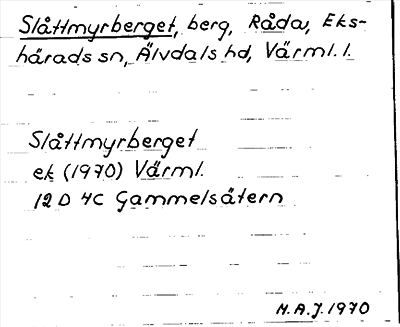 Slåttmyrberget, berg, Råda, Eks-
härads sn, Älvdals hd, Värml. l.
Slåttmyrberget
ek (1970) Värml.
12 D 4C Gammelsätern
H.A.J. 1970